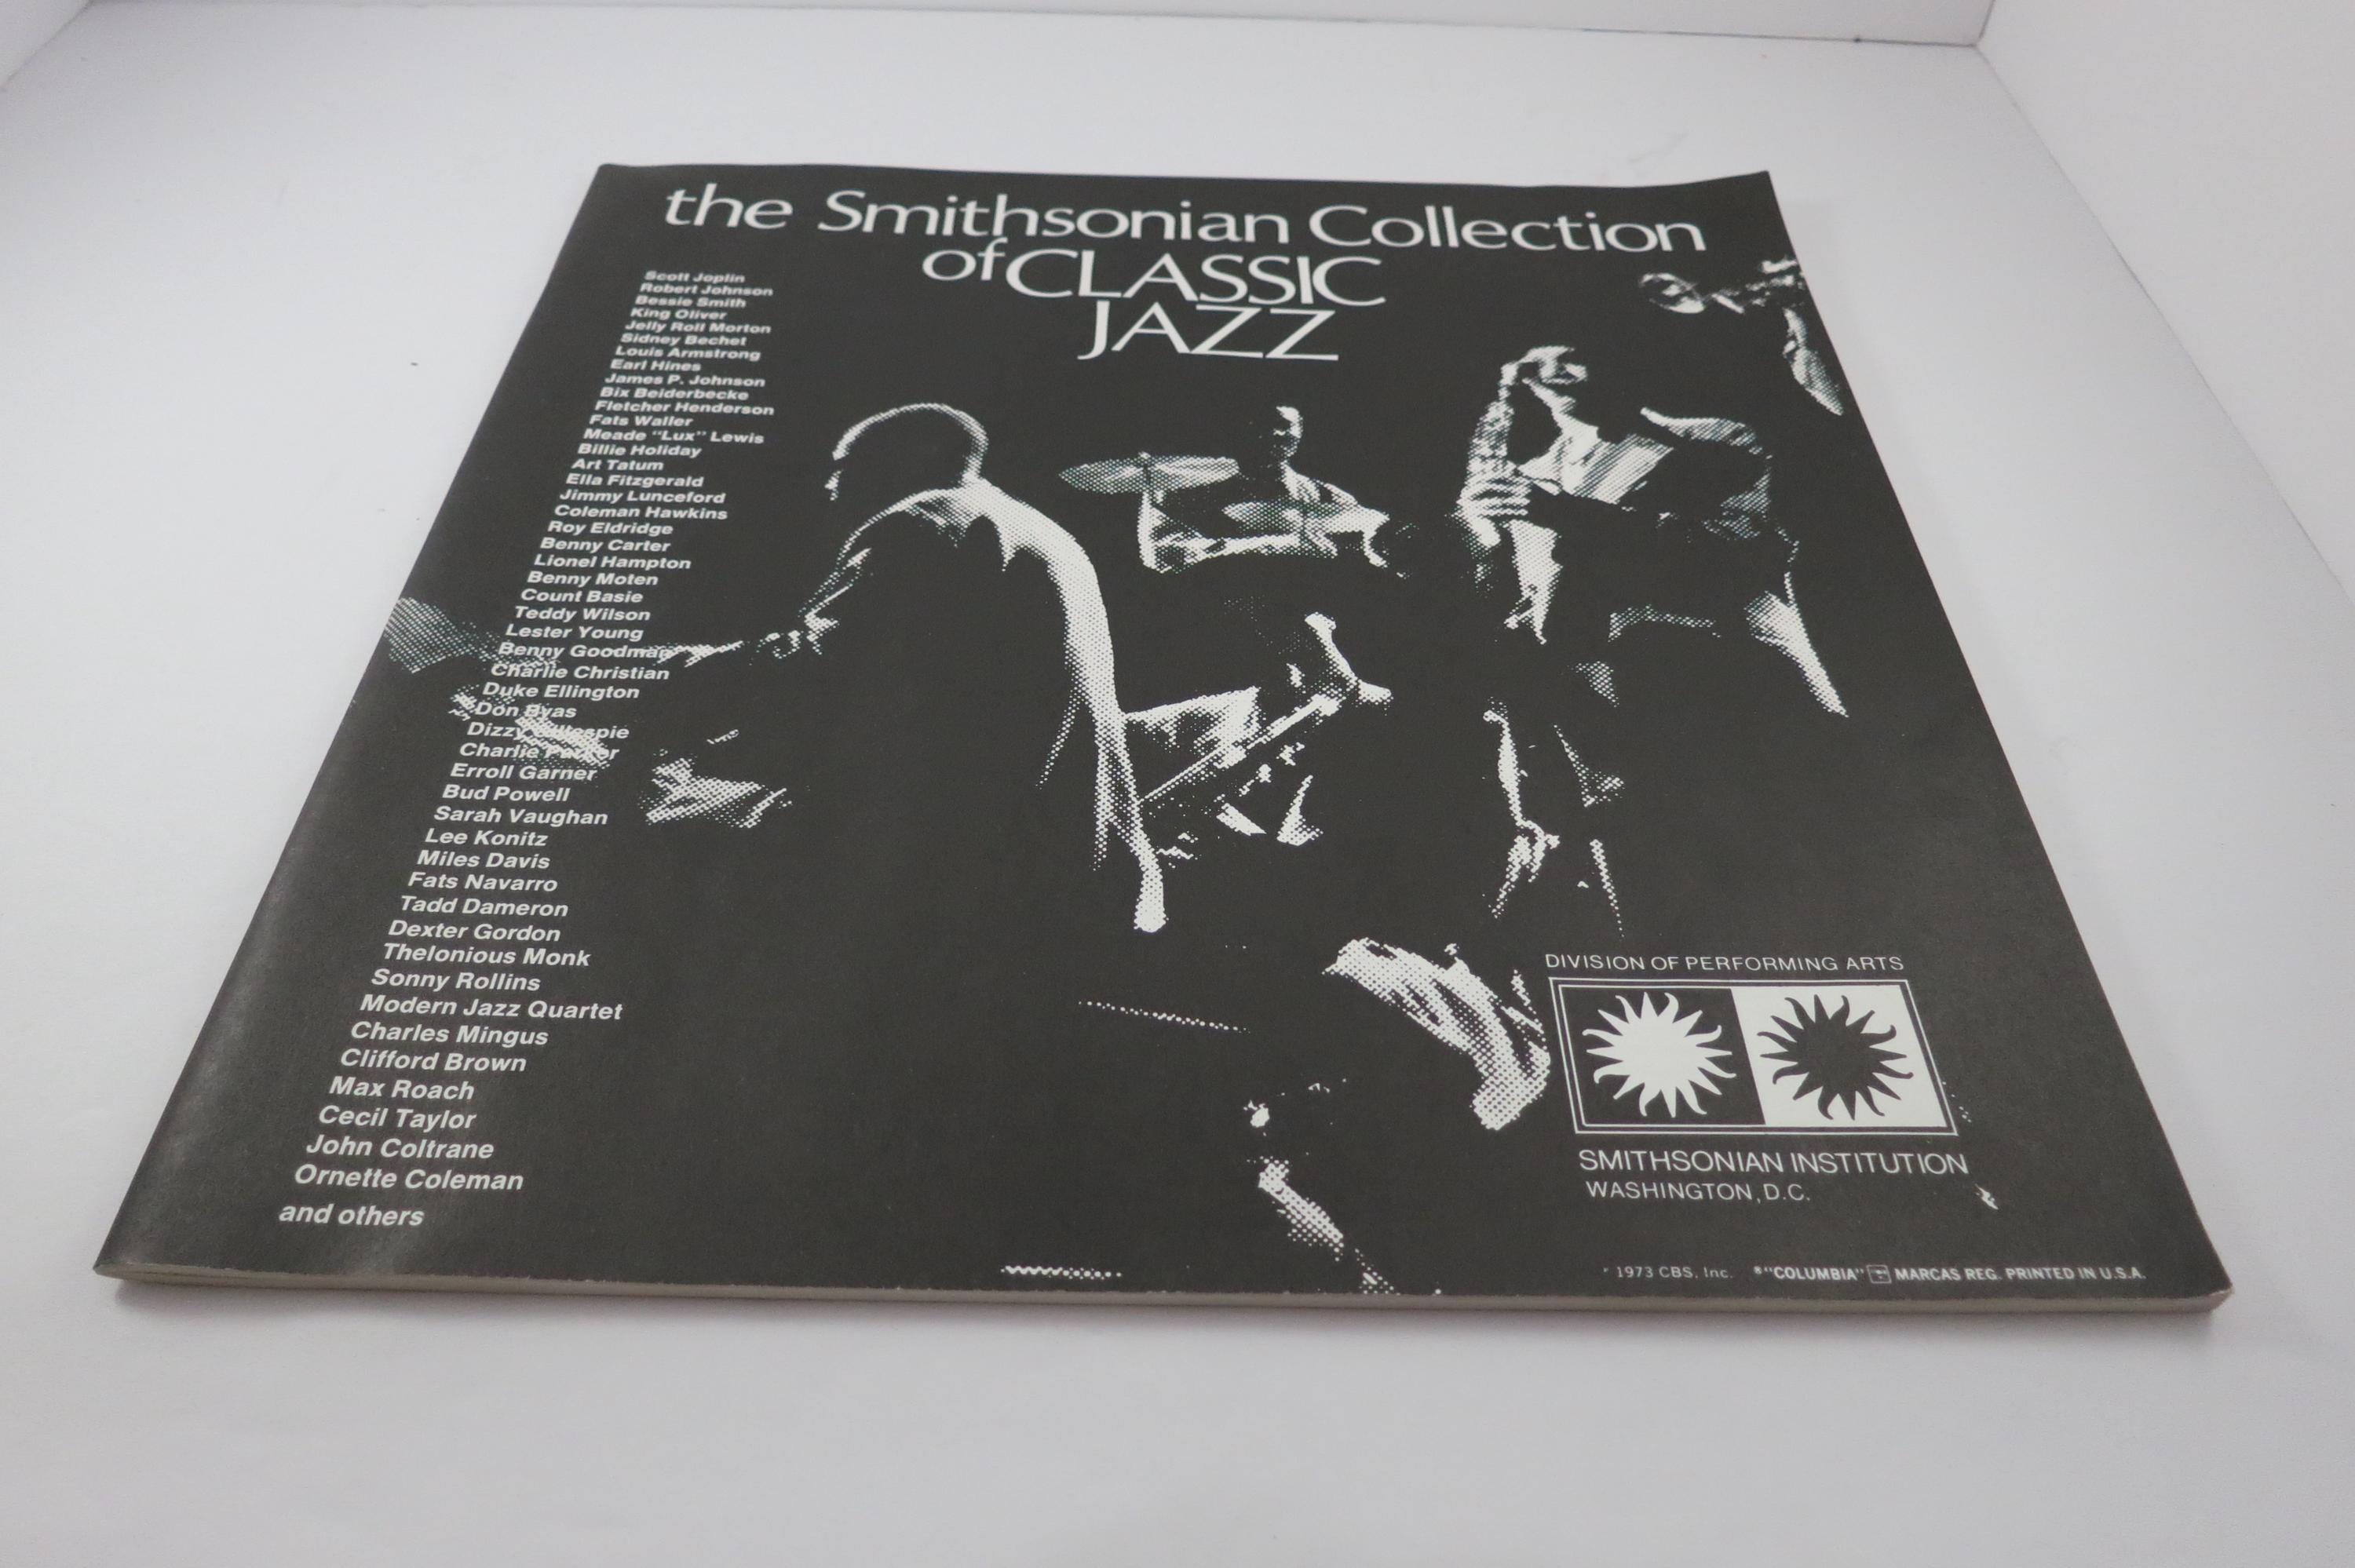 the Smithsonian Collection
of CLASSIC
JAZZ
Scott Joplin
Robert Johnson
Bessie Smith
King Oliver
Jelly Roll Morton
Sidney Bechet
Louis Armstrong
Earl Hines
James P. Johnson
Bix Beiderbecke
Fletcher Henderson
Fats Waller
Meade "Lux" Lewis
Billie Holiday
Art Tatum
Ella Fitzgerald
Jimmy Lunceford
Coleman Hawkins
Roy Eldridge
Benny Carter
Lionel Hampton
Benny Moten
Count Basie
Teddy Wilson
Lester Young
Benny Goodman
Charlie Christian
Duke Ellington
Don Byas
Dizzy Gillespie
Charlie Parker
Erroll Garner
Bud Powell
Sarah Vaughan
Lee Konitz
Miles Davis
Fats Navarro
Tadd Dameron
Dexter Gordon
Thelonious Monk
Sonny Rollins
Modern Jazz Quartet
Charles Mingus
Clifford Brown
Max Roach
Cecil Taylor
John Coltrane
Ornette Coleman
and others
DIVISION OF PERFORMING ARTS
SMITHSONIAN INSTITUTION
WASHINGTON, D.C.
1973 CBS, Inc. ® "COLUMBIA" MARCAS REG. PRINTED IN U.S.A.